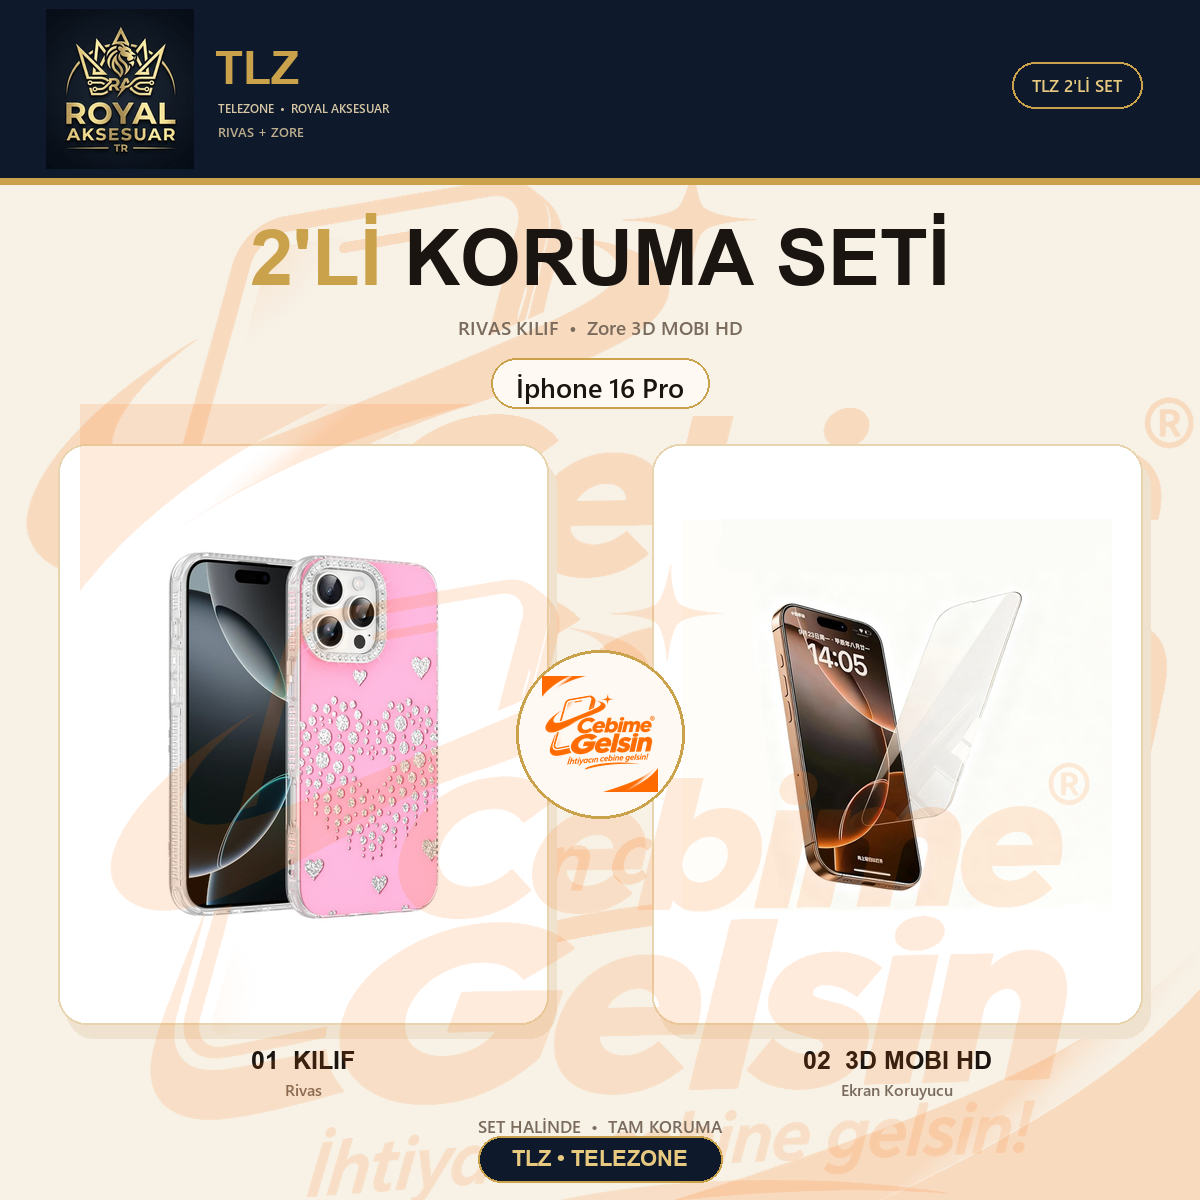 ROYAL
AKSESUAR
TR
TLZ
TELEZONE • ROYAL AKSESUAR
RIVAS + ZORE
TLZ 2'Lİ SET
2'Lİ KORUMA SETİ
RIVAS KILIF • Zore 3D MOBI HD
İphone 16 Pro
14:05
Cebime®
Gelsin
İhtiyacın cebine gelsin!
Cebime®
Gelsin
01 KILIF
Rivas
02 3D MOBI HD
Ekran Koruyucu
SET HALİNDE • TAM KORUMA
TLZ • TELEZONE